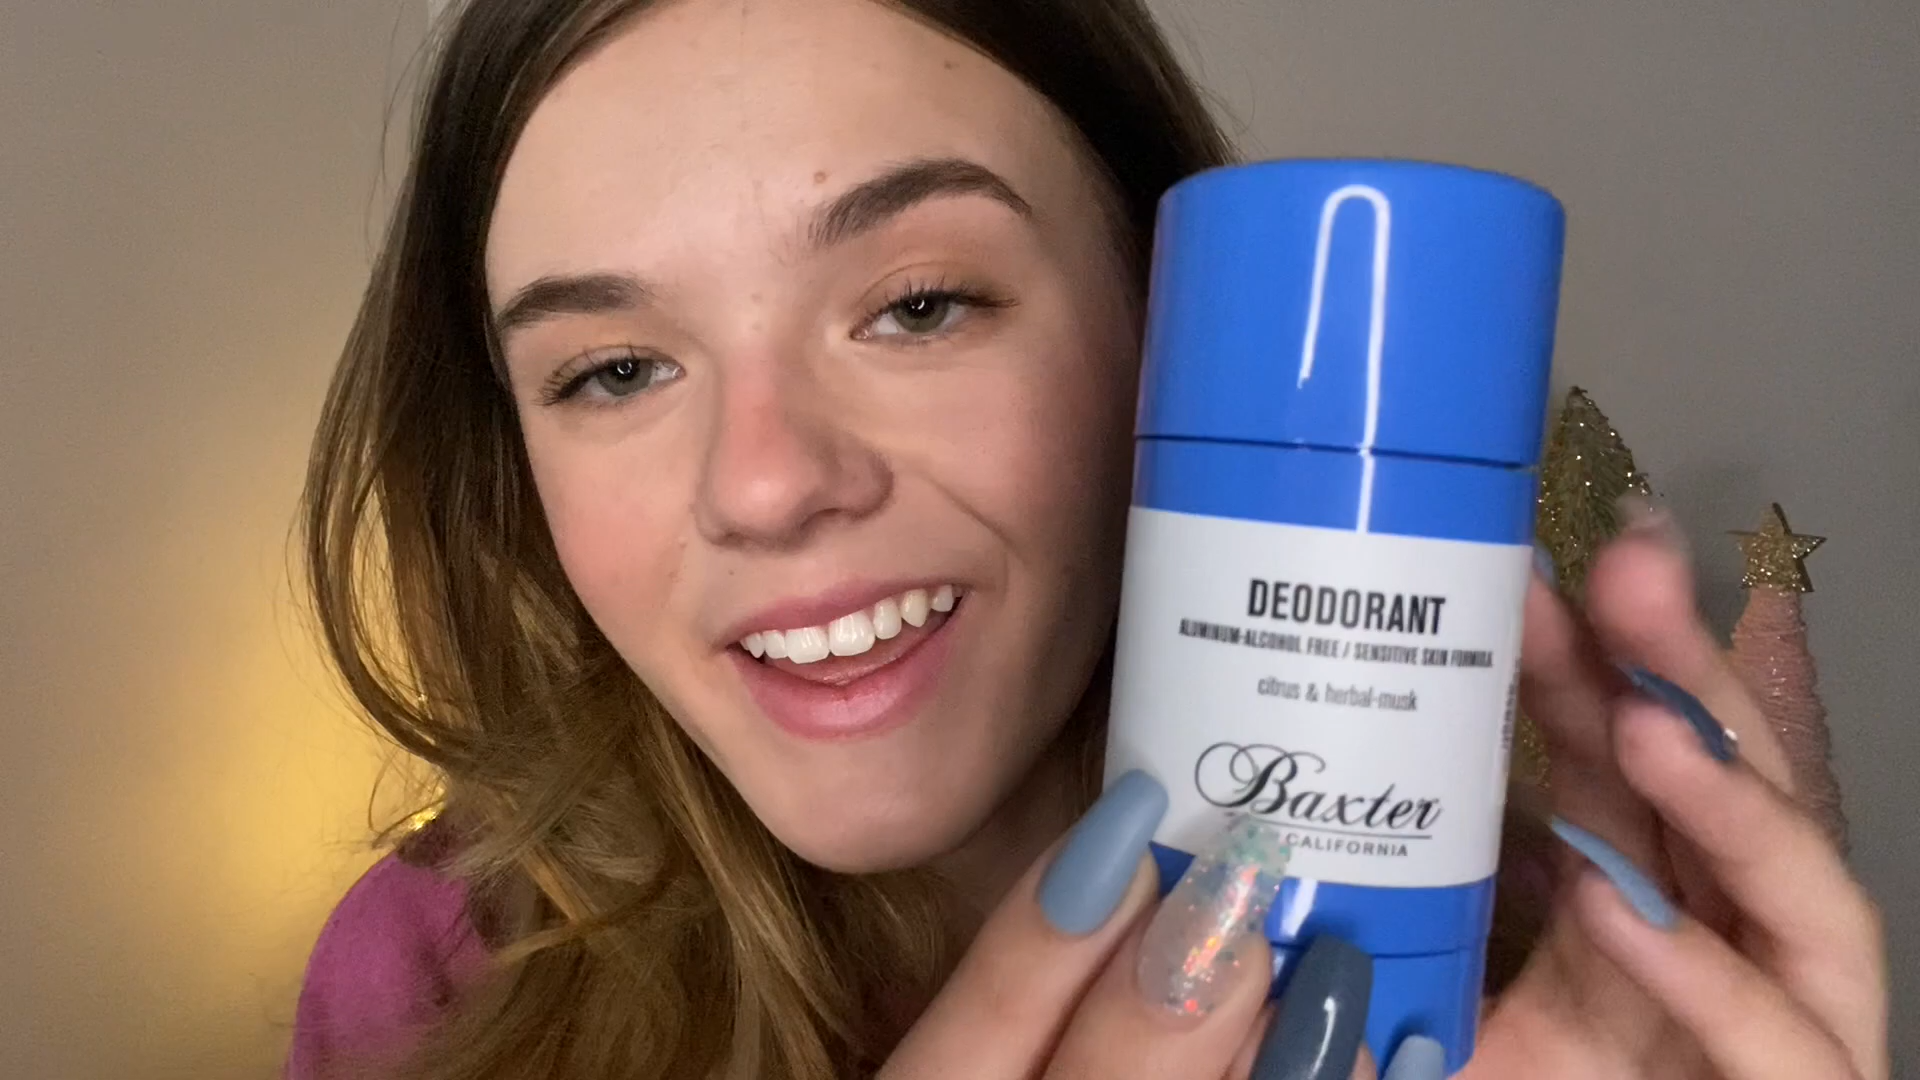 DEODORANT
ALUMINUM-ALCOHOL FREE / SENSITIVE SKIN FORMULA
citrus & herbal-musk
Baxter
CALIFORNIA